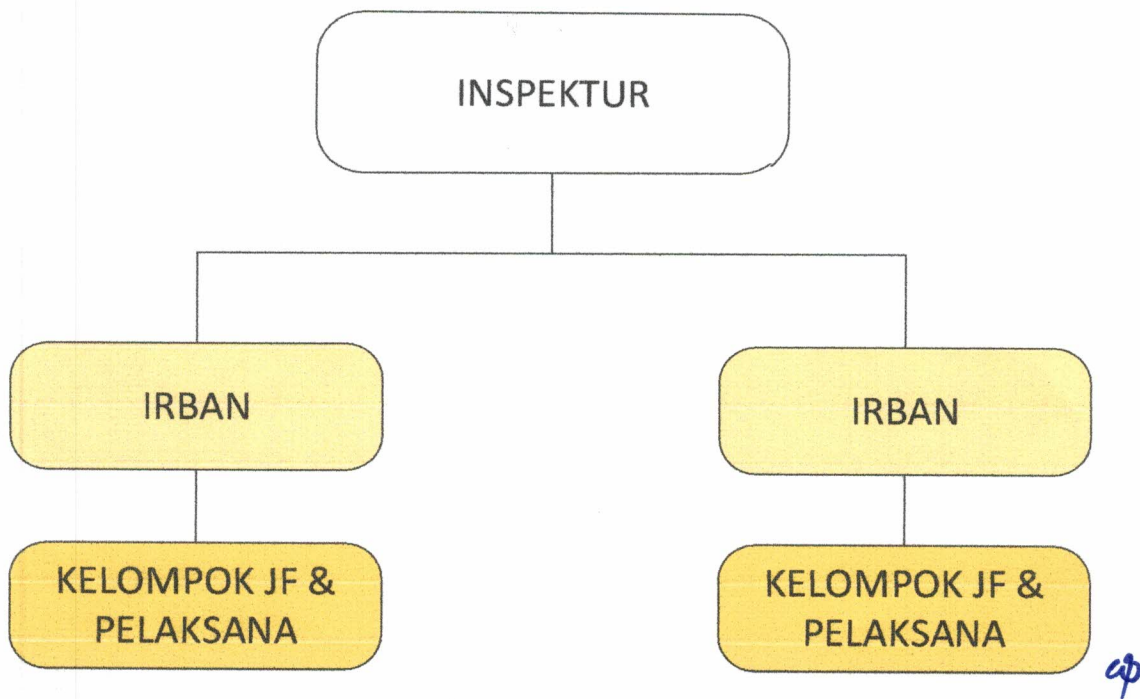 INSPEKTUR
IRBAN
IRBAN
KELOMPOK JF &
PELAKSANA
KELOMPOK JF &
PELAKSANA